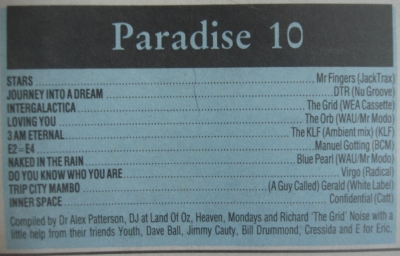 Paradise 10
STARS Mr Fingers (JackTrax)
JOURNEY INTO A DREAM DTR (Nu Groove)
INTERGALACTICA The Grid (WEA Cassette)
LOVING YOU The Orb (WAU/Mr Modo)
3 AM ETERNAL The KLF (Ambient mix) (KLF)
E2–E4 Manuel Gotting (BCM)
NAKED IN THE RAIN Blue Pearl (WAU/Mr Modo)
DO YOU KNOW WHO YOU ARE Virgo (Radical)
TRIP CITY MAMBO (A Guy Called) Gerald (White Label)
INNER SPACE Confidential (Catt)
Compiled by Dr Alex Patterson, DJ at Land Of Oz, Heaven, Mondays and Richard 'The Grid' Noise with a
little help from their friends Youth, Dave Ball, Jimmy Cauty, Bill Drummond, Cressida and E for Eric.